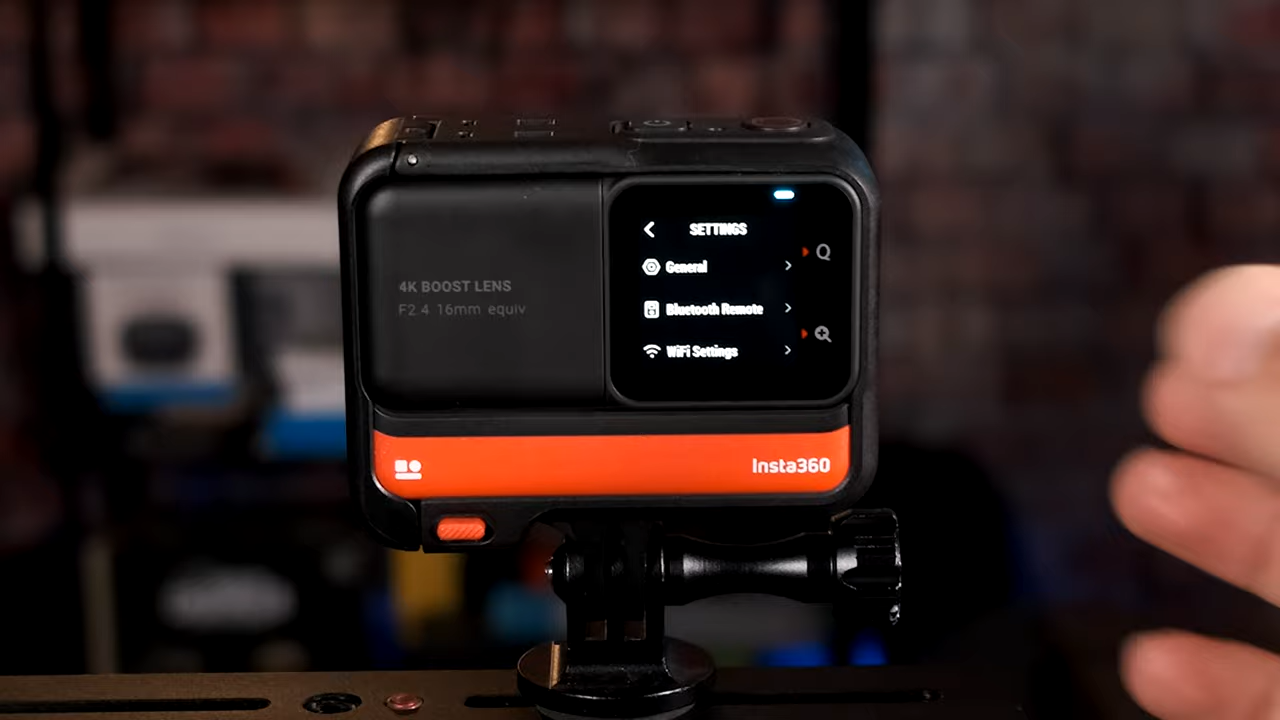 4K BOOST LENS
F2.4 16mm equiv
SETTINGS
General
Bluetooth Remote
WiFi Settings
Q
Insta360